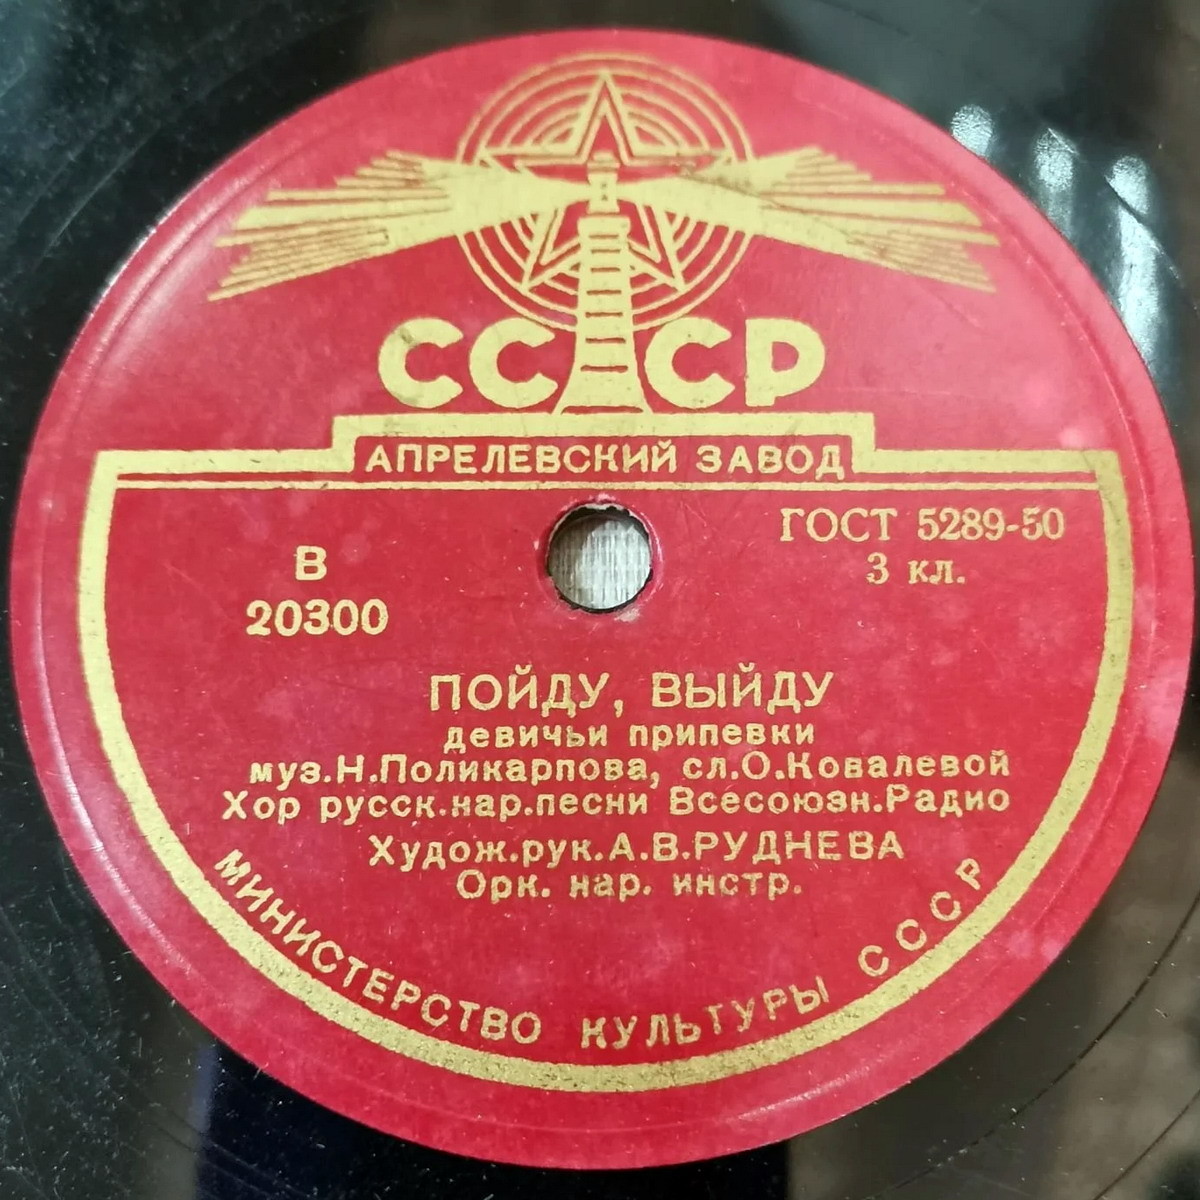 СССР
АПРЕЛЕВСКИЙ ЗАВОД
ГОСТ 5289-50
3 кл.
В
20300
ПОЙДУ, ВЫЙДУ
девичьи припевки
муз.Н.Поликарпова, сл.О.Ковалевой
Хор русск.нар.песни Всесоюзн.Радио
Худож.рук.А.В.РУДНЕВА
Орк. нар. инстр.
МИНИСТЕРСТВО КУЛЬТУРЫ СССР